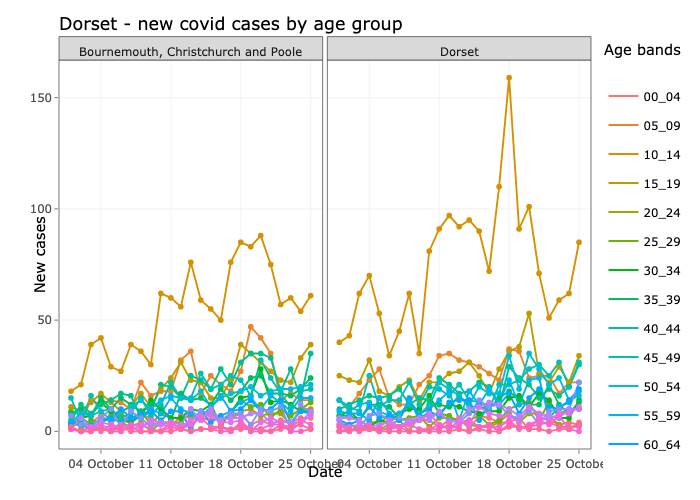 Dorset - new covid cases by age group
Bournemouth, Christchurch and Poole
Dorset
Age bands
00_04
05_09
10_14
15_19
20_24
25_29
30_34
35_39
40_44
45_49
50_54
55_59
60_64
New cases
150
100
50
0
04 October 11 October 18 October 25 October
04 October 11 October 18 October 25 Octobe
Date